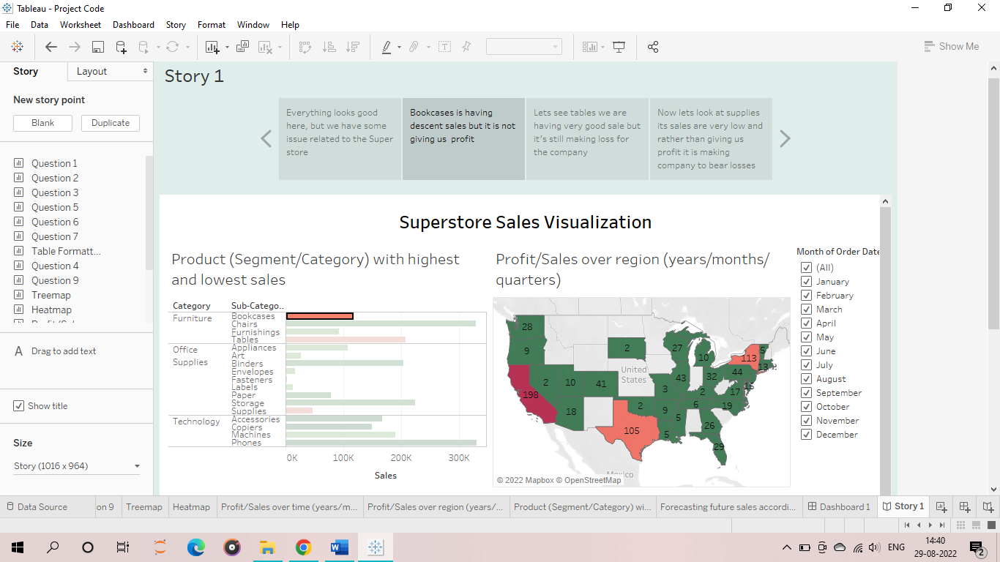 Tableau - Project Code
File Data Worksheet Dashboard Story Format Window Help
Show Me
Story
Layout
New story point
Blank
Duplicate
Question 1
Question 2
Question 3
Question 5
Question 6
Question 7
Table Formatt...
Question 4
Question 9
Treemap
Heatmap
A Drag to add text
Show title
Size
Story (1016 x 964)
Story 1
Everything looks good
here, but we have some
issue related to the Super
store
Bookcases is having
descent sales but it is not
giving us profit
Lets see tables we are
having very good sale but
it's still making loss for
the company
Now lets look at supplies
its sales are very low and
rather than giving us
profit it is making
company to bear losses
Superstore Sales Visualization
Product (Segment/Category) with highest
and lowest sales
Category Sub-Catego..
Furniture Bookcases
Chairs
Furnishings
Tables
Office
Supplies
Appliances
Art
Binders
Envelopes
Fasteners
Labels
Paper
Storage
Supplies
Technology Accessories
Copiers
Machines
Phones
0K 100K 200K 300K
Sales
Profit/Sales over region (years/months/
quarters)
28
9
2
27
10
113
5
13
198
2
10
41
United
States
3
43
32
44
15
2
17
18
2
9
6
19
105
5
5
26
29
Mexico
© 2022 Mapbox © OpenStreetMap
Month of Order Date
(All)
January
February
March
April
May
June
July
August
September
October
November
December
Data Source
on 9
Treemap
Heatmap
Profit/Sales over time (years/m...
Profit/Sales over region (years/...
Product (Segment/Category) wi...
Forecasting future sales accordi...
Dashboard 1
Story 1
ENG
14:40
29-08-2022
2